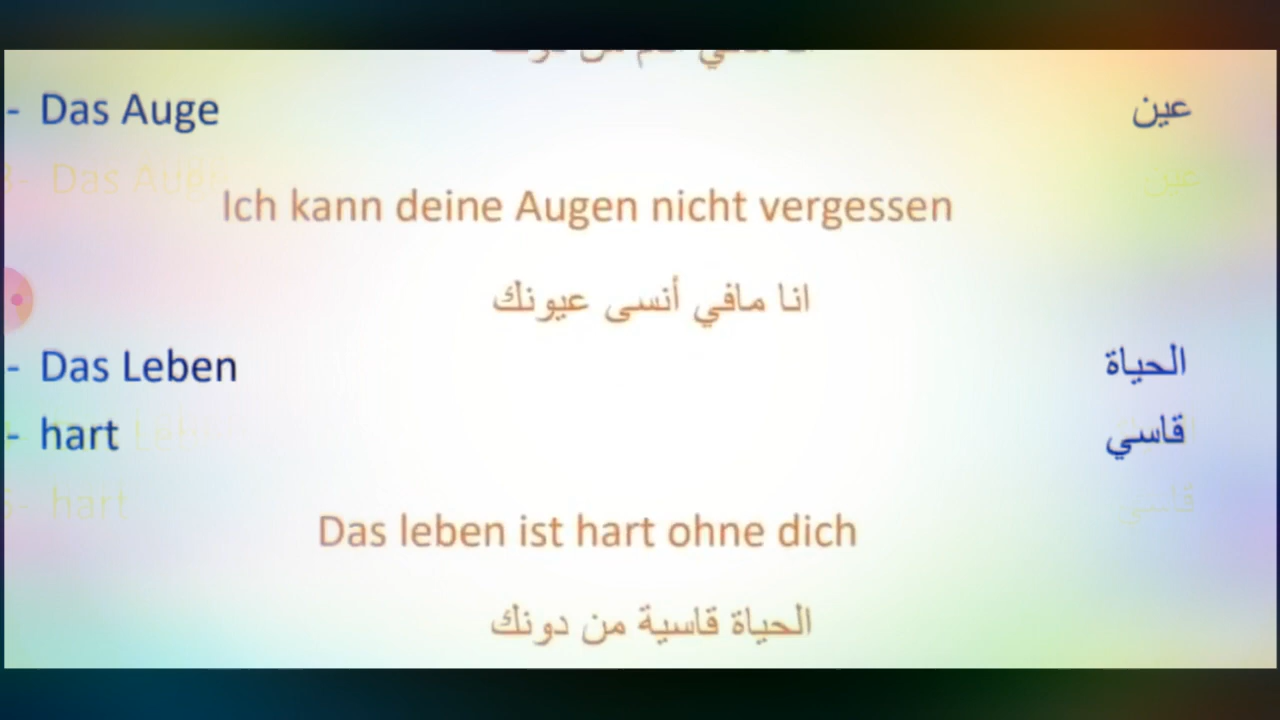 - Das Auge عين
Ich kann deine Augen nicht vergessen
انا مافي أنسى عيونك
- Das Leben الحياة
- hart قاسي
Das leben ist hart ohne dich
الحياة قاسية من دونك